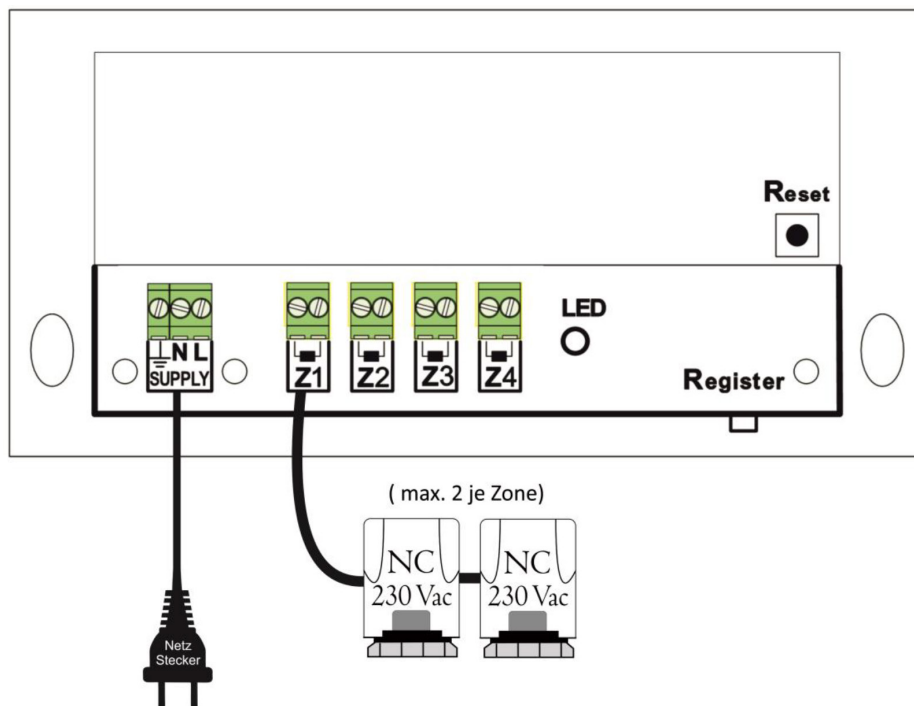 Reset
LED
N L
SUPPLY
Z1
Z2
Z3
Z4
Register
( max. 2 je Zone)
NC
230 Vac
NC
230 Vac
Netz
Stecker